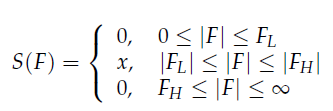 S(F) = { 0, 0 ≤ |F| ≤ F_L
x, |F_L| ≤ |F| ≤ |F_H|
0, F_H ≤ |F| ≤ ∞